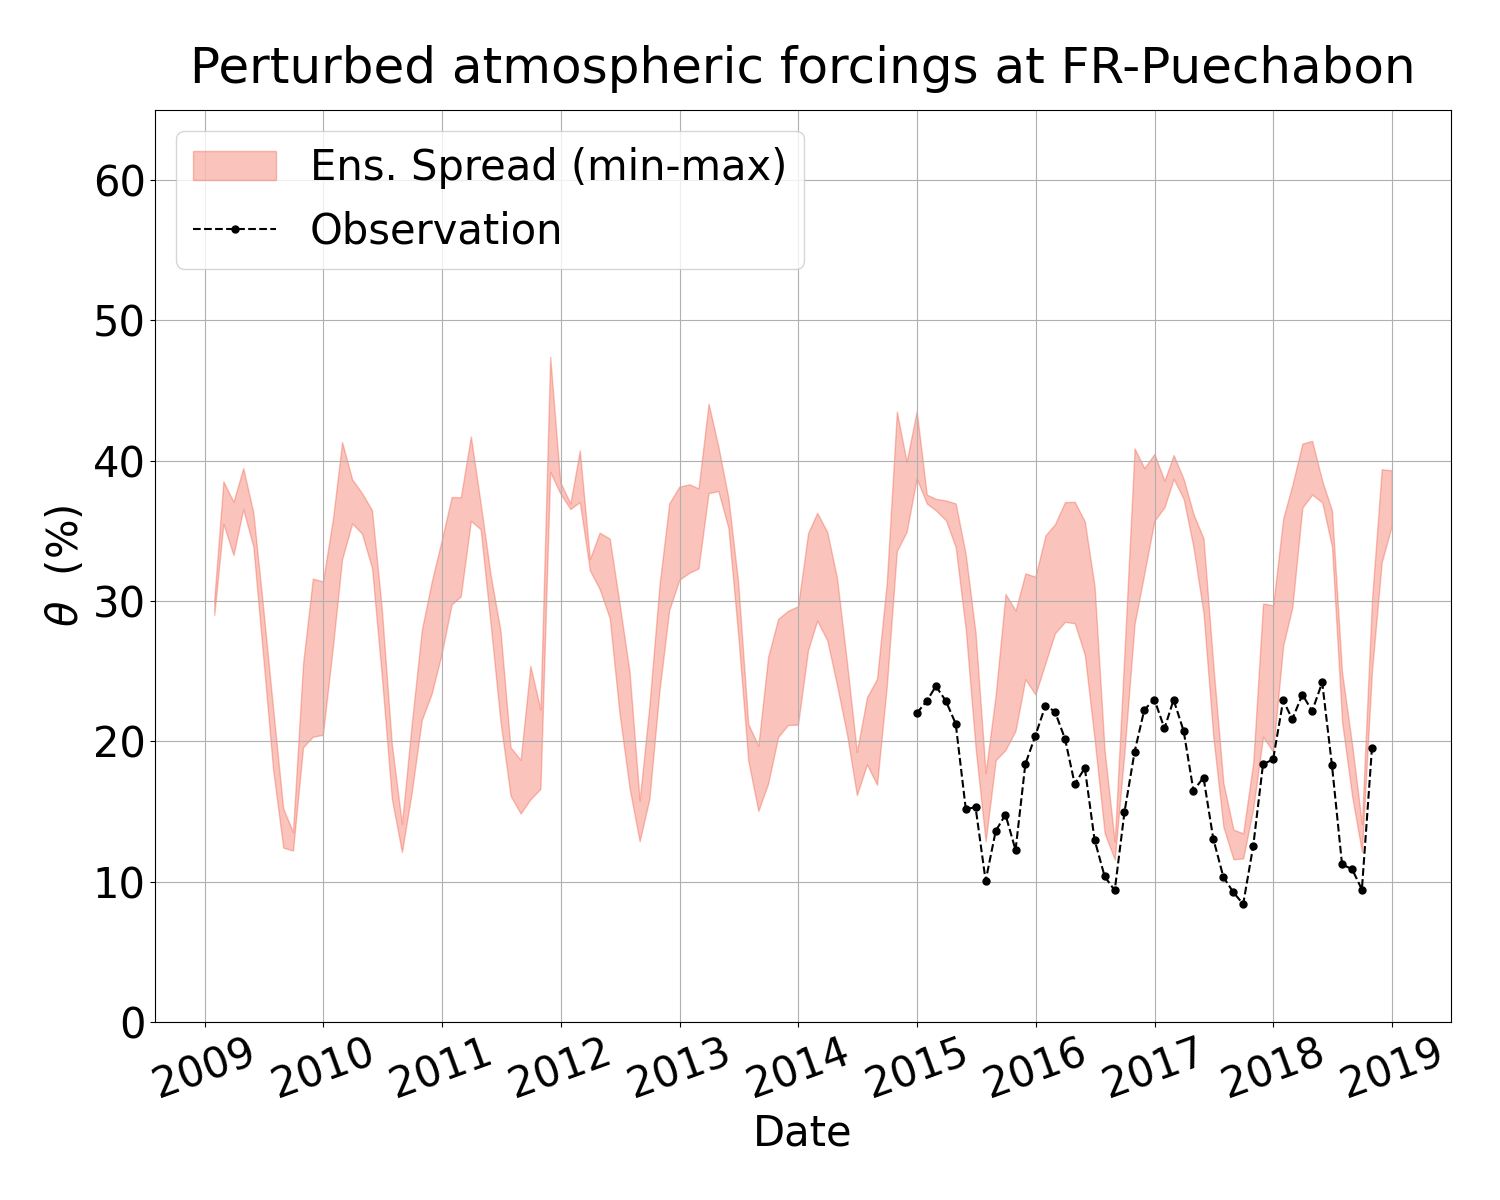 Perturbed atmospheric forcings at FR-Puechabon
Ens. Spread (min-max)
Observation
60
50
40
30
20
10
0
θ (%)
2009 2010 2011 2012 2013 2014 2015 2016 2017 2018 2019
Date